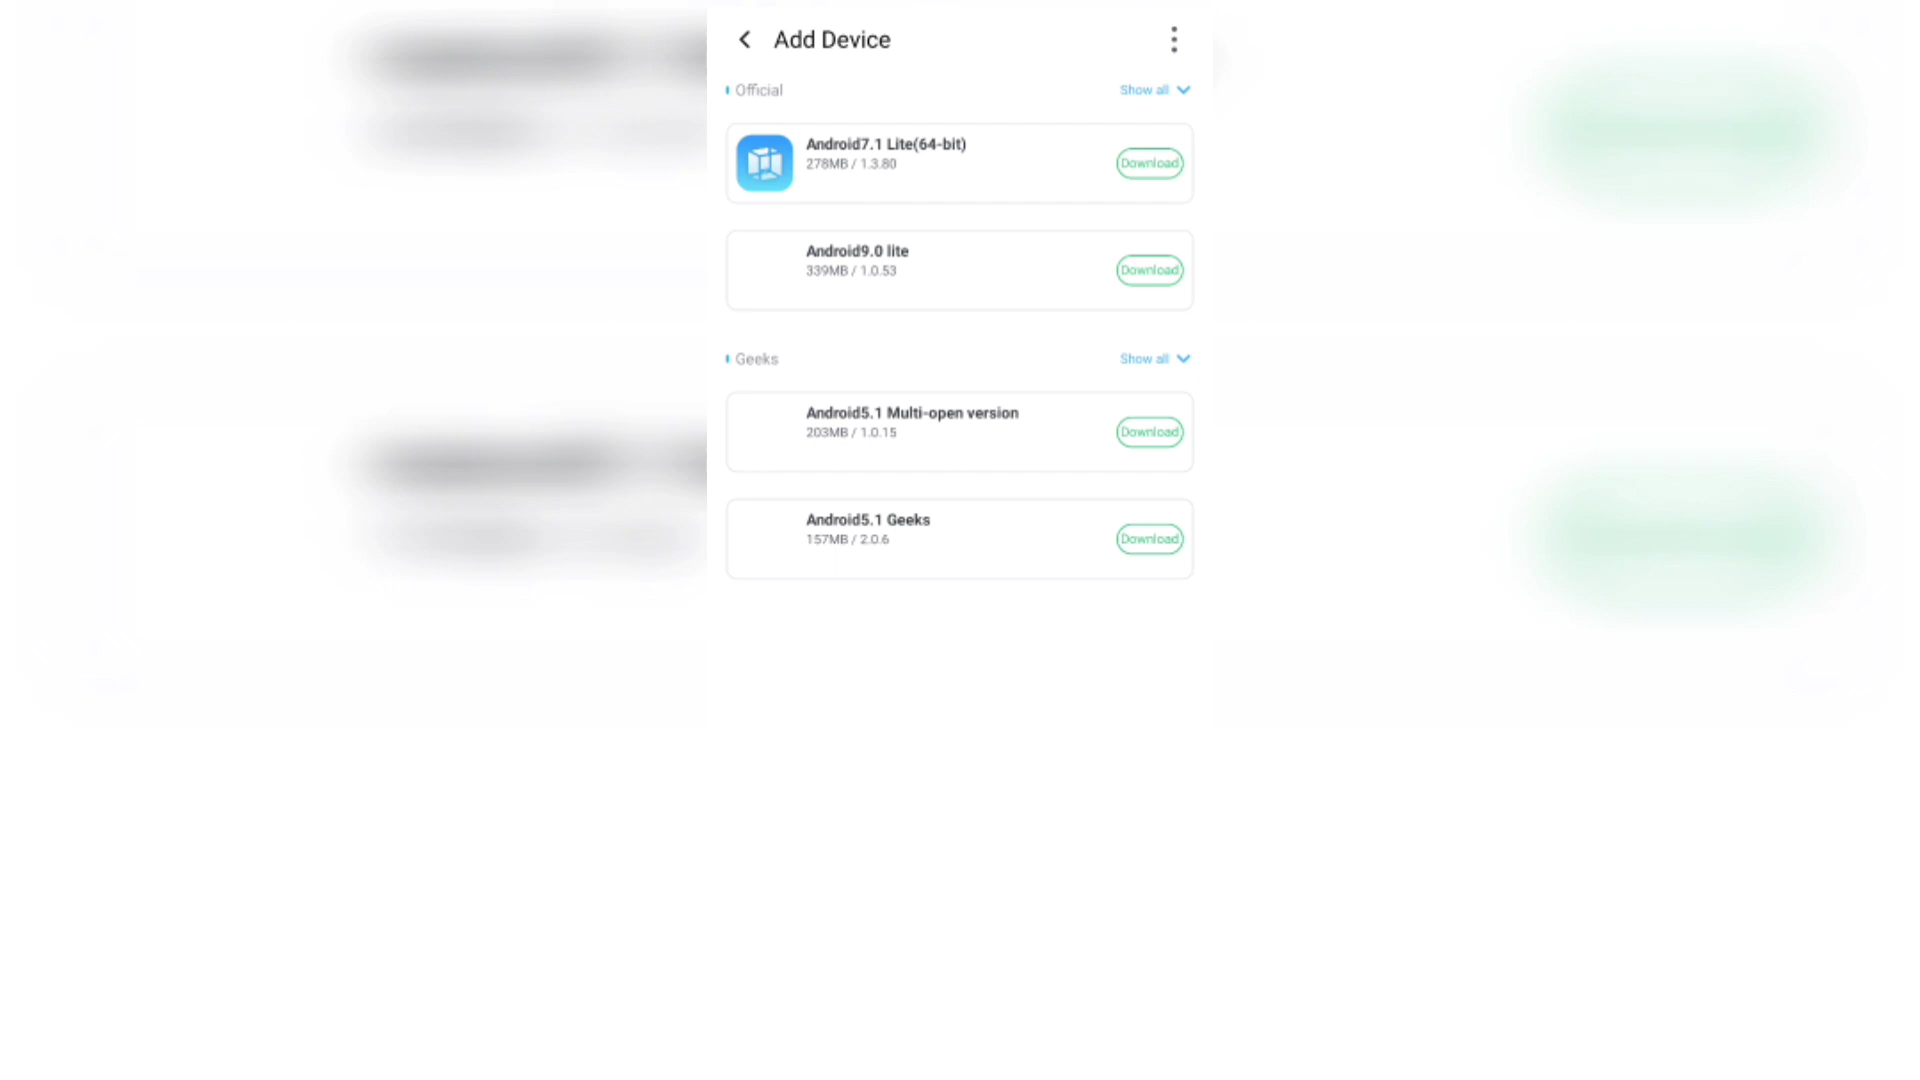 Add Device
Official
Show all
Android7.1 Lite(64-bit)
278MB / 1.3.80
Download
Android9.0 lite
339MB / 1.0.53
Download
Geeks
Show all
Android5.1 Multi-open version
203MB / 1.0.15
Download
Android5.1 Geeks
157MB / 2.0.6
Download